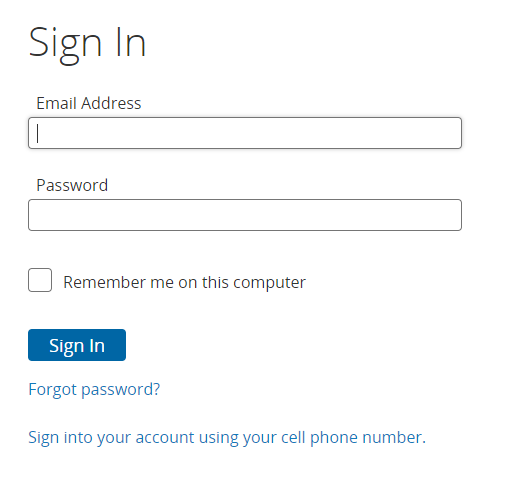 Sign In
Email Address
Password
Remember me on this computer
Sign In
Forgot password?
Sign into your account using your cell phone number.